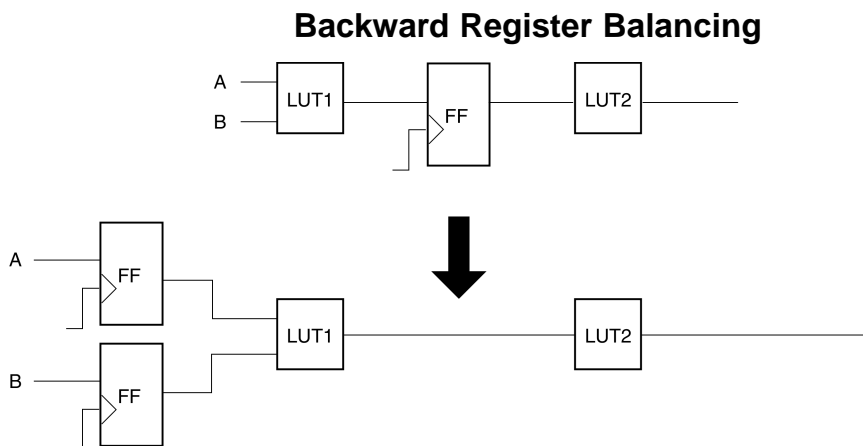 Backward Register Balancing
A
B
LUT1
FF
LUT2
A
FF
LUT1
LUT2
B
FF